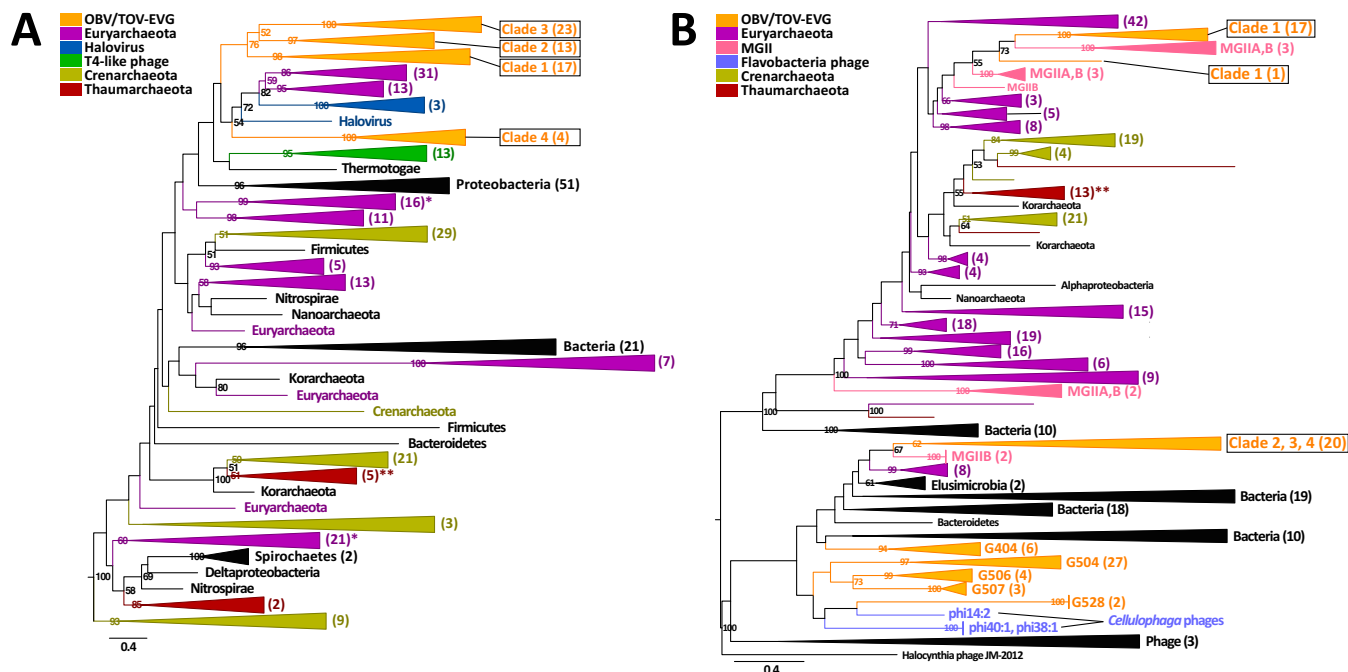 A
OBV/TOV-EVG
Euryarchaeota
Halovirus
T4-like phage
Crenarchaeota
Thaumarchaeota
100
Clade 3 (23)
52
76
97
Clade 2 (13)
98
Clade 1 (17)
86
(31)
59
95
(13)
82
72
100
(3)
54
Halovirus
100
Clade 4 (4)
95
(13)
Thermotogae
96
Proteobacteria (51)
99
(16)*
98
(11)
51
(29)
Firmicutes
51
93
(5)
58
(13)
Nitrospirae
Nanoarchaeota
Euryarchaeota
96
Bacteria (21)
100
(7)
Korarchaeota
80
Euryarchaeota
Crenarchaeota
Firmicutes
Bacteroidetes
50
(21)
51
61
(5)**
100
Korarchaeota
Euryarchaeota
(3)
60
(21)*
100
Spirochaetes (2)
100
69
Deltaproteobacteria
58
Nitrospirae
85
(2)
93
(9)
0.4
B
OBV/TOV-EVG
Euryarchaeota
MGII
Flavobacteria phage
Crenarchaeota
Thaumarchaeota
(42)
Clade 1 (17)
100
73
100
MGIIA,B (3)
55
Clade 1 (1)
100
MGIIA,B (3)
MGIIB
66
(3)
(5)
98
(8)
84
(19)
99
(4)
53
55
(13)**
Korarchaeota
51
(21)
64
Korarchaeota
98
(4)
93
(4)
Alphaproteobacteria
Nanoarchaeota
(15)
71
(18)
(19)
99
(16)
100
(6)
100
(9)
100
MGIIA,B (2)
100
100
100
Bacteria (10)
62
Clade 2, 3, 4 (20)
67
100
MGIIB (2)
99
(8)
61
Elusimicrobia (2)
Bacteria (19)
Bacteria (18)
Bacteroidetes
Bacteria (10)
94
G404 (6)
97
G504 (27)
99
G506 (4)
73
G507 (3)
100
G528 (2)
phi14:2
Cellulophaga phages
100
phi40:1, phi38:1
100
Phage (3)
Halocynthia phage JM-2012
0.4